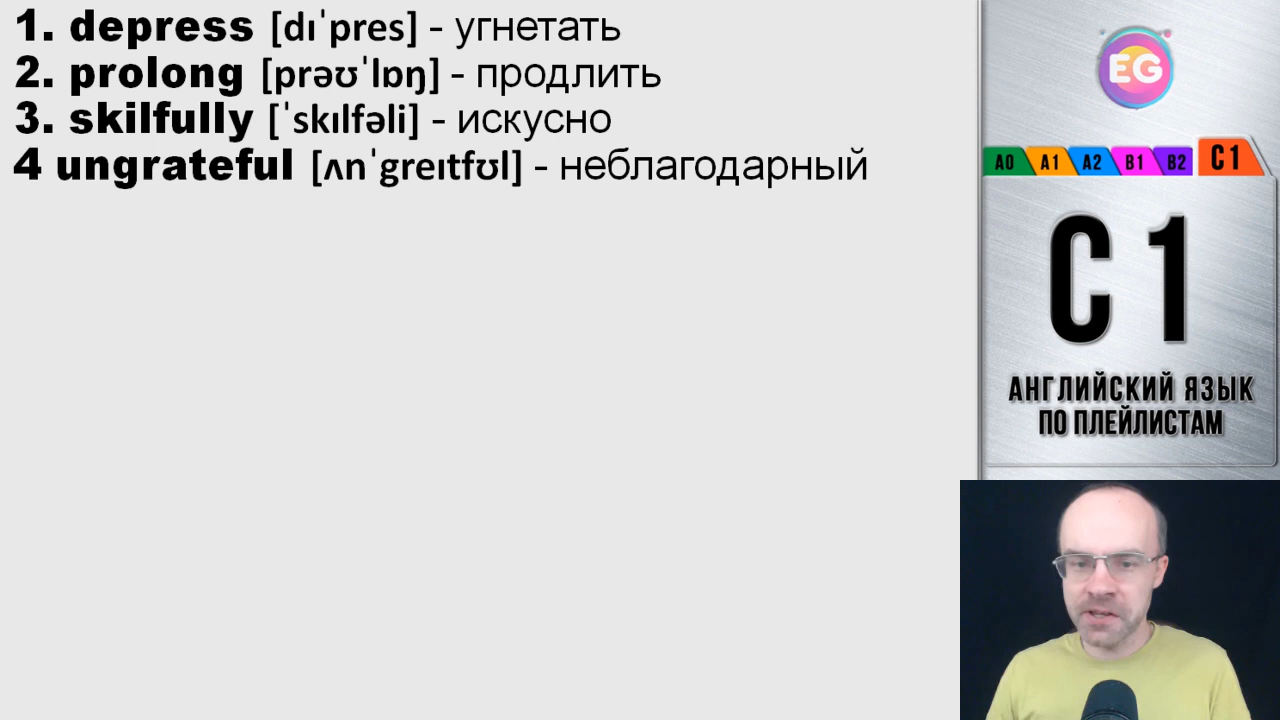 1. depress [dɪˈpres] - угнетать
2. prolong [prəʊˈlɒŋ] - продлить
3. skilfully [ˈskɪlfəli] - искусно
4 ungrateful [ʌnˈgreɪtfʊl] - неблагодарный
EG
A0 A1 A2 B1 B2 C1
C1
АНГЛИЙСКИЙ ЯЗЫК
ПО ПЛЕЙЛИСТАМ